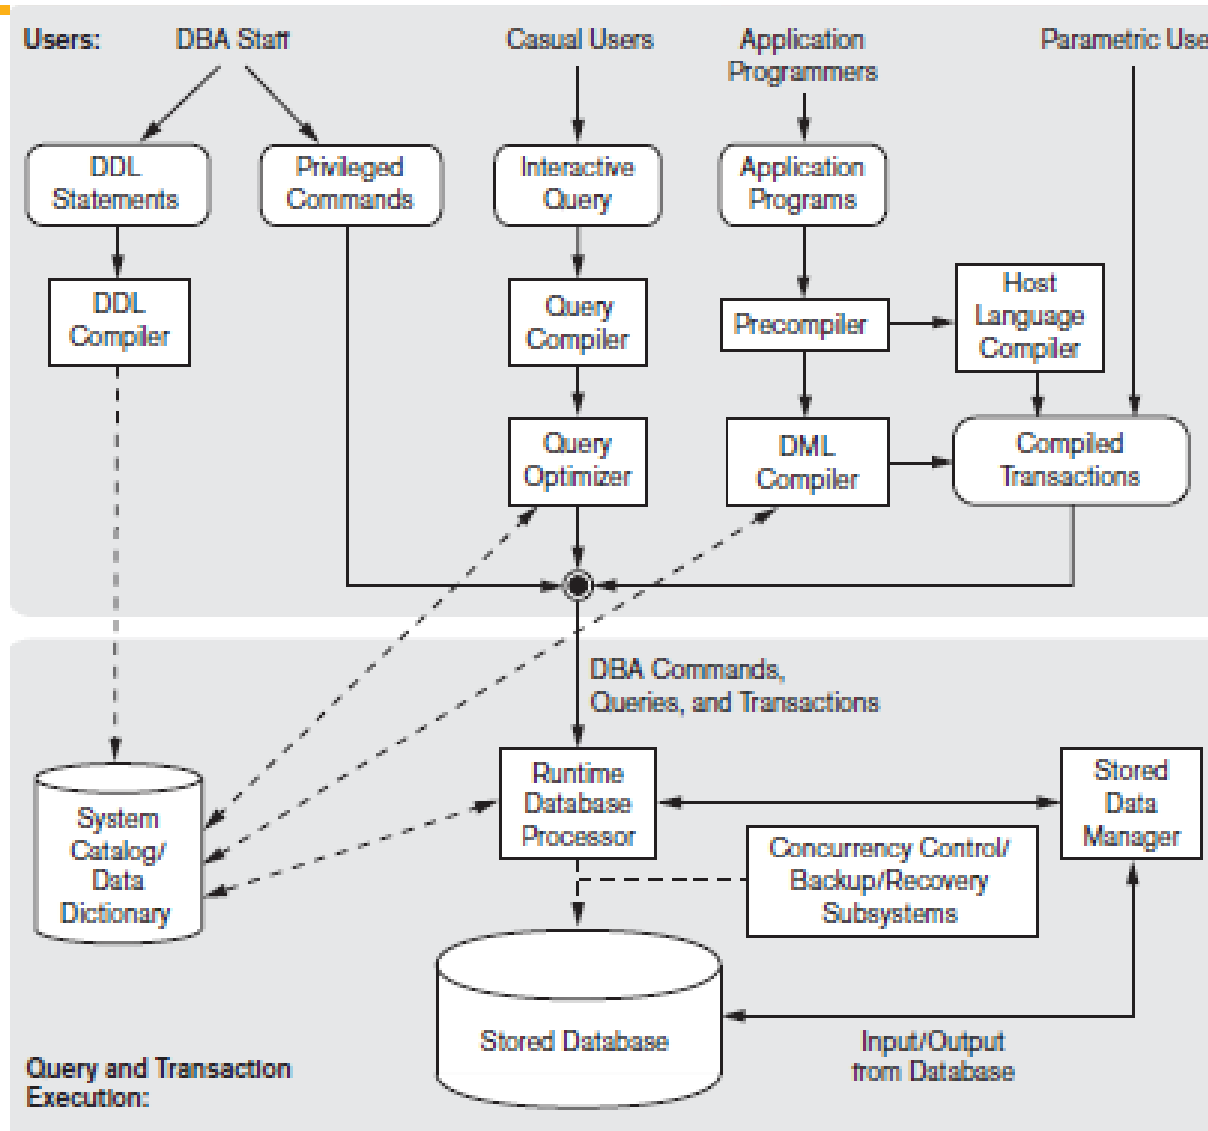 Users:
DBA Staff
Casual Users
Application
Programmers
Parametric Use
DDL
Statements
Privileged
Commands
Interactive
Query
Application
Programs
DDL
Compiler
Query
Compiler
Precompiler
Host
Language
Compiler
Query
Optimizer
DML
Compiler
Compiled
Transactions
DBA Commands,
Queries, and Transactions
System
Catalog/
Data
Dictionary
Runtime
Database
Processor
Stored
Data
Manager
Concurrency Control/
Backup/Recovery
Subsystems
Stored Database
Input/Output
from Database
Query and Transaction
Execution: